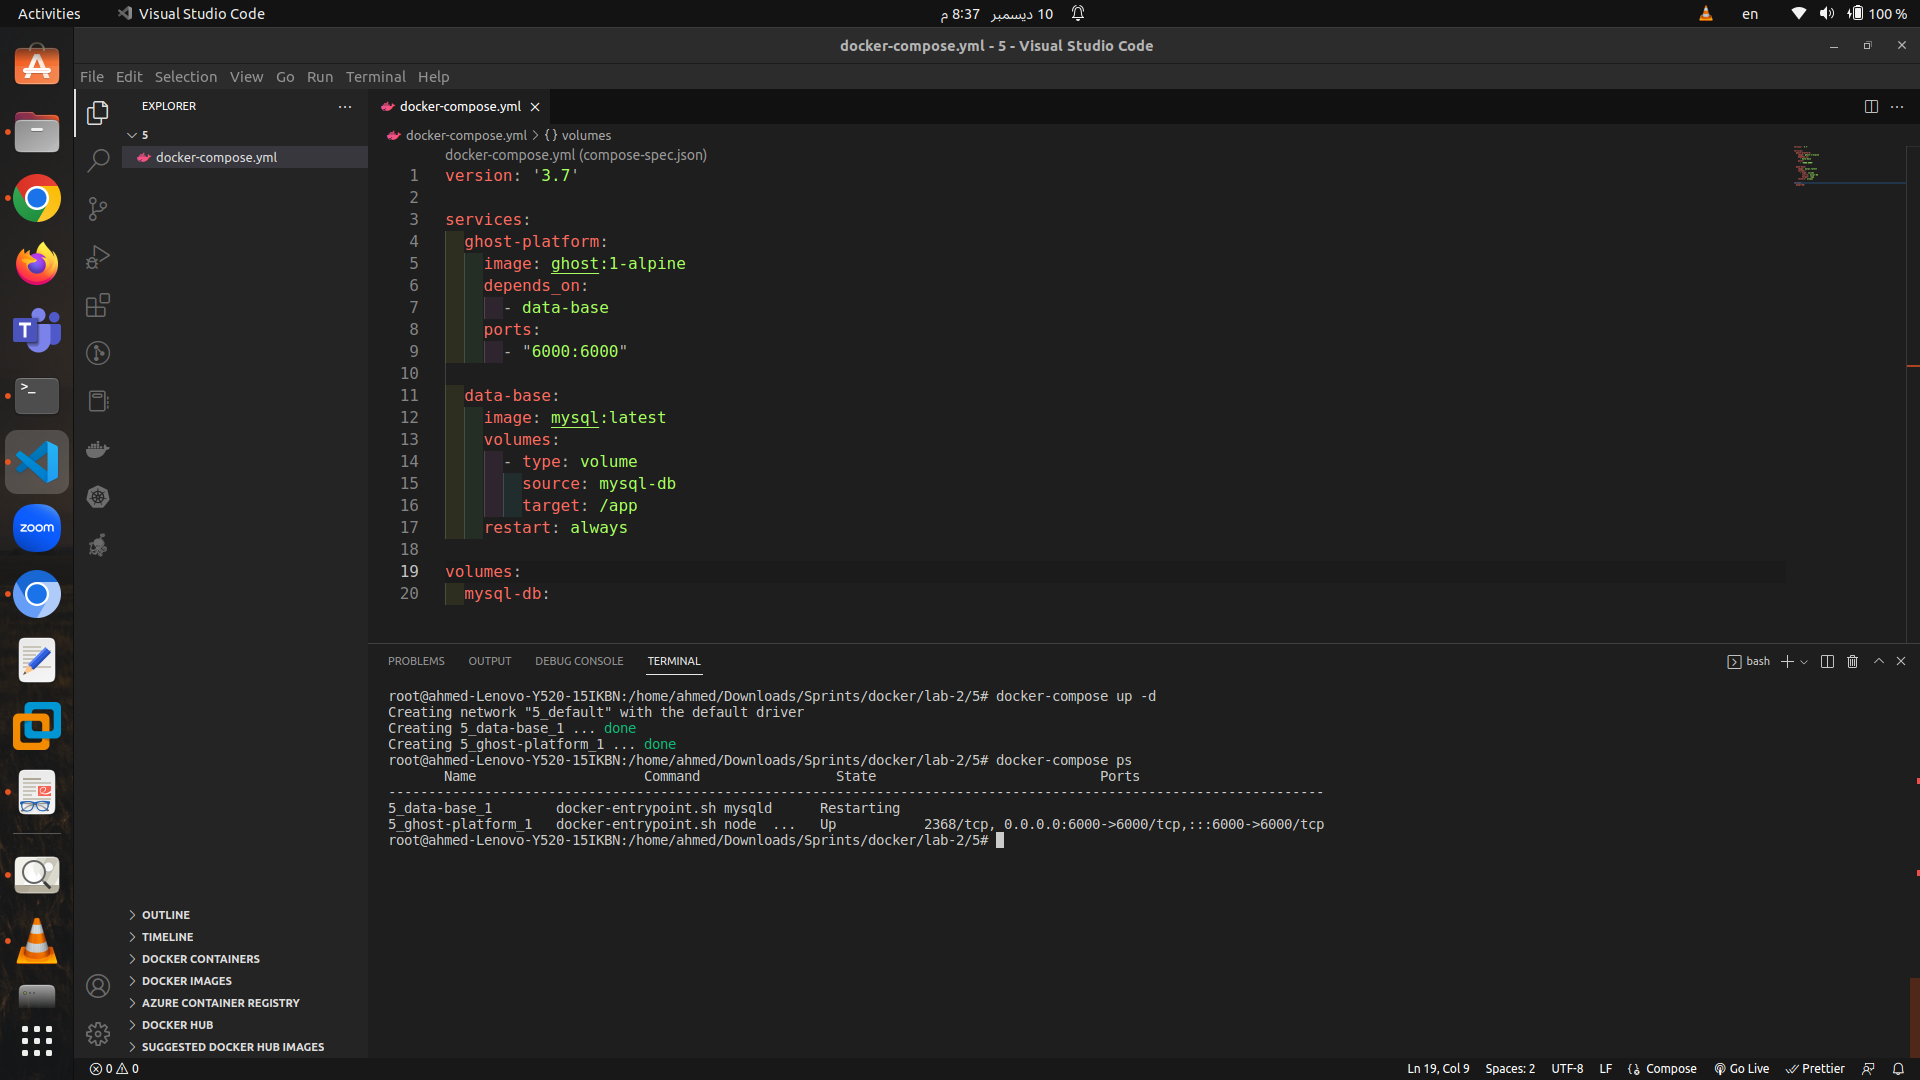 Activities
Visual Studio Code
10 ديسمبر 8:37 م
en
100 %
docker-compose.yml - 5 - Visual Studio Code
File Edit Selection View Go Run Terminal Help
EXPLORER
5
docker-compose.yml
docker-compose.yml
docker-compose.yml > {} volumes
docker-compose.yml (compose-spec.json)
1 version: '3.7'
2
3 services:
4 ghost-platform:
5 image: ghost:1-alpine
6 depends_on:
7 - data-base
8 ports:
9 - "6000:6000"
10
11 data-base:
12 image: mysql:latest
13 volumes:
14 - type: volume
15 source: mysql-db
16 target: /app
17 restart: always
18
19 volumes:
20 mysql-db:
PROBLEMS OUTPUT DEBUG CONSOLE TERMINAL
bash
root@ahmed-Lenovo-Y520-15IKBN:/home/ahmed/Downloads/Sprints/docker/lab-2/5# docker-compose up -d
Creating network "5_default" with the default driver
Creating 5_data-base_1 ... done
Creating 5_ghost-platform_1 ... done
root@ahmed-Lenovo-Y520-15IKBN:/home/ahmed/Downloads/Sprints/docker/lab-2/5# docker-compose ps
Name Command State Ports
---------------------------------------------------------------------------------------------------------------------
5_data-base_1 docker-entrypoint.sh mysqld Restarting
5_ghost-platform_1 docker-entrypoint.sh node ... Up 2368/tcp, 0.0.0.0:6000->6000/tcp,:::6000->6000/tcp
root@ahmed-Lenovo-Y520-15IKBN:/home/ahmed/Downloads/Sprints/docker/lab-2/5#
OUTLINE
TIMELINE
DOCKER CONTAINERS
DOCKER IMAGES
AZURE CONTAINER REGISTRY
DOCKER HUB
SUGGESTED DOCKER HUB IMAGES
T
>_
zoom
0 0
Ln 19, Col 9 Spaces: 2 UTF-8 LF Compose Go Live Prettier